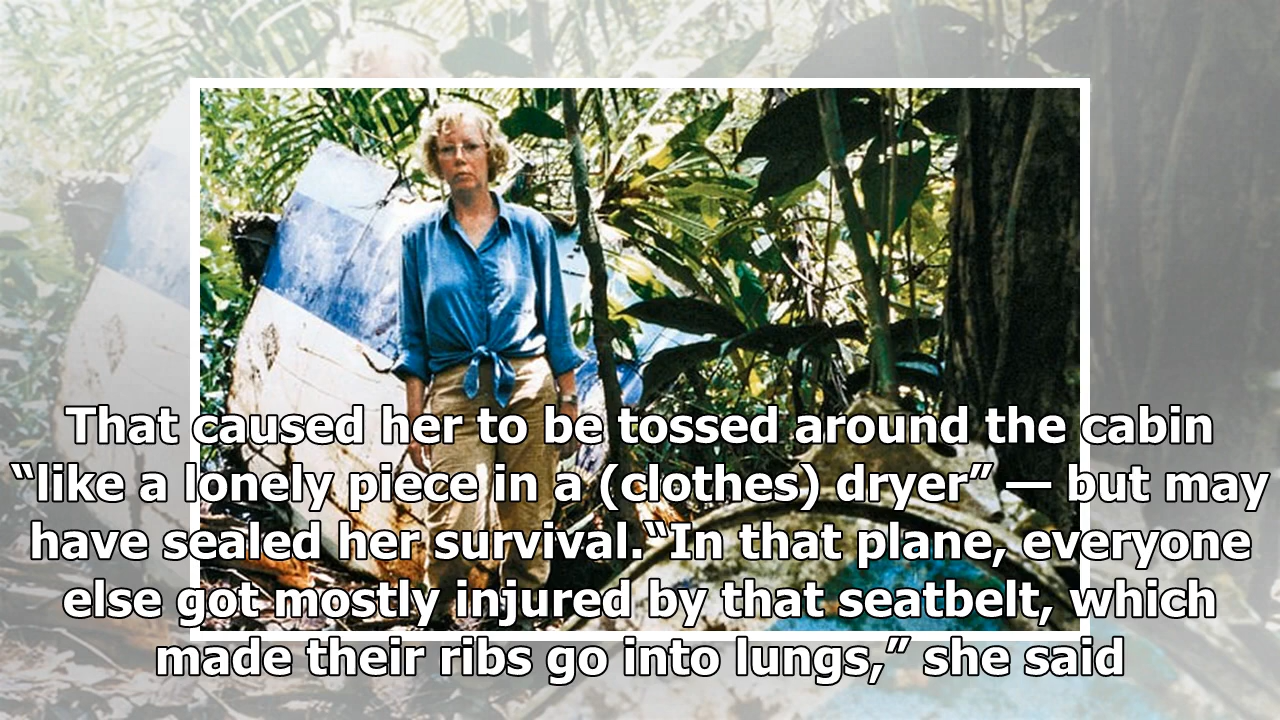 That caused her to be tossed around the cabin
“like a lonely piece in a (clothes) dryer” — but may
have sealed her survival.“In that plane, everyone
else got mostly injured by that seatbelt, which
made their ribs go into lungs,” she said